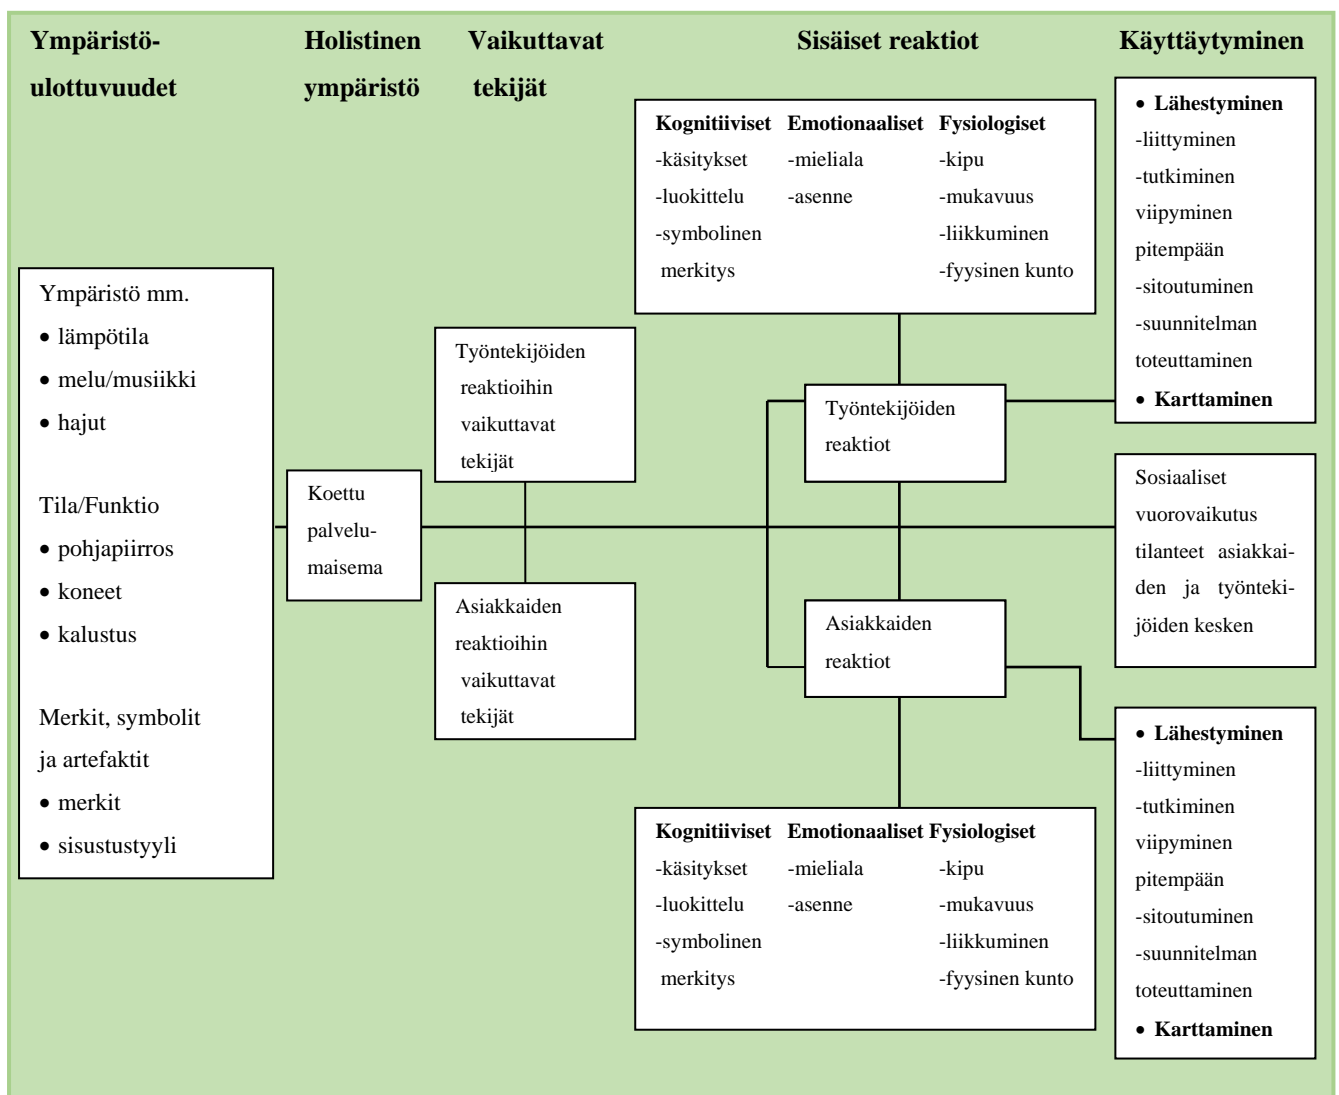 Ympäristö-
ulottuvuudet
Holistinen
ympäristö
Vaikuttavat
tekijät
Sisäiset reaktiot
Käyttäytyminen
Ympäristö mm.
• lämpötila
• melu/musiikki
• hajut
Tila/Funktio
• pohjapiirros
• koneet
• kalustus
Merkit, symbolit
ja artefaktit
• merkit
• sisustustyyli
Koettu
palvelu-
maisema
Työntekijöiden
reaktioihin
vaikuttavat
tekijät
Asiakkaiden
reaktioihin
vaikuttavat
tekijät
Kognitiiviset Emotionaaliset Fysiologiset
-käsitykset -mieliala -kipu
-luokittelu -asenne -mukavuus
-symbolinen -liikkuminen
merkitys -fyysinen kunto
Työntekijöiden
reaktiot
Asiakkaiden
reaktiot
Kognitiiviset Emotionaaliset Fysiologiset
-käsitykset -mieliala -kipu
-luokittelu -asenne -mukavuus
-symbolinen -liikkuminen
merkitys -fyysinen kunto
• Lähestyminen
-liittyminen
-tutkiminen
viipyminen
pitempään
-sitoutuminen
-suunnitelman
toteuttaminen
• Karttaminen
Sosiaaliset
vuorovaikutus
tilanteet asiakkai-
den ja työnteki-
jöiden kesken
• Lähestyminen
-liittyminen
-tutkiminen
viipyminen
pitempään
-sitoutuminen
-suunnitelman
toteuttaminen
• Karttaminen